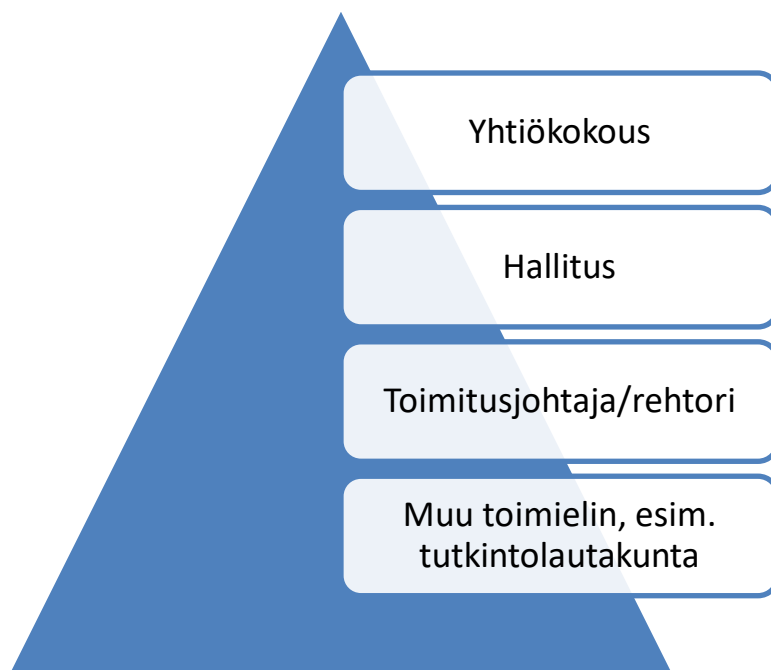 Yhtiökokous
Hallitus
Toimitusjohtaja/rehtori
Muu toimielin, esim.
tutkintolautakunta